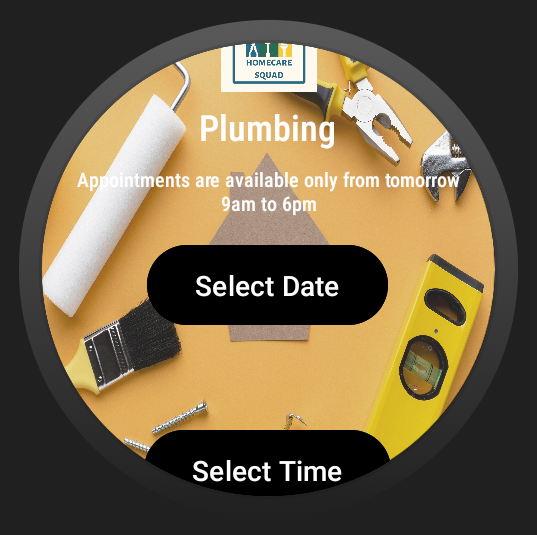 HOMECARE
SQUAD
Plumbing
Appointments are available only from tomorrow
9am to 6pm
Select Date
Select Time